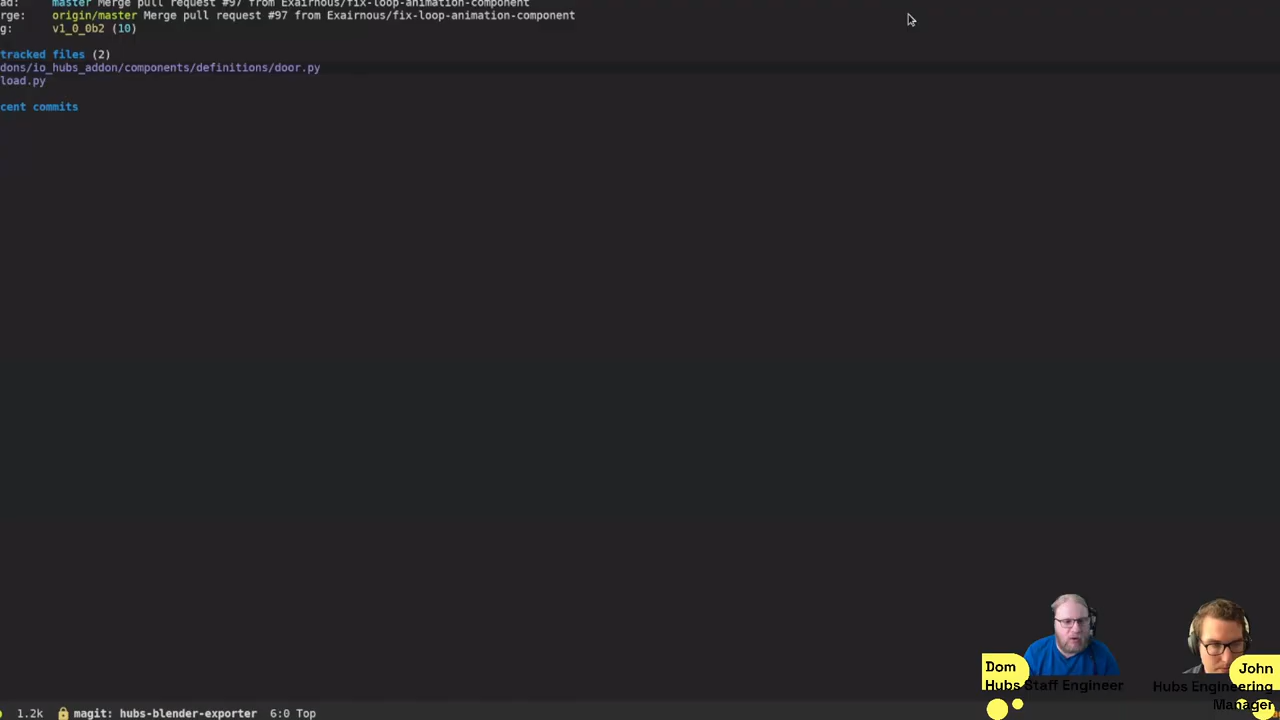 ad: master Merge pull request #97 from Exairnous/fix-loop-animation-component
rge: origin/master Merge pull request #97 from Exairnous/fix-loop-animation-component
g: v1_0_0b2 (10)
tracked files (2)
dons/io_hubs_addon/components/definitions/door.py
load.py
cent commits
Dom
Hubs Staff Engineer
John
Hubs Engineering
Manager
1.2k magit: hubs-blender-exporter 6:0 Top